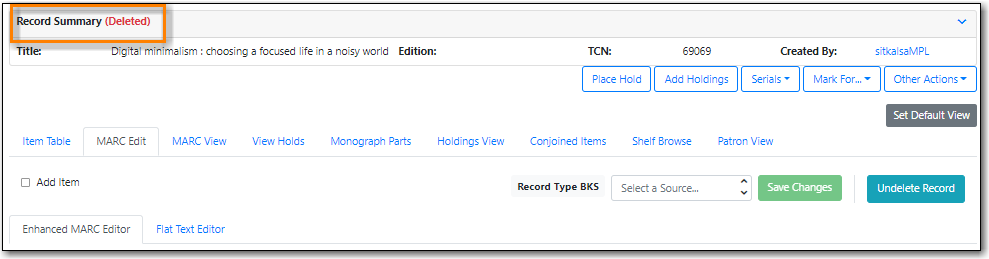 Record Summary (Deleted)
Title: Digital minimalism : choosing a focused life in a noisy world Edition: TCN: 69069 Created By: sitkalsaMPL
Place Hold Add Holdings Serials Mark For... Other Actions
Set Default View
Item Table MARC Edit MARC View View Holds Monograph Parts Holdings View Conjoined Items Shelf Browse Patron View
Add Item Record Type BKS Select a Source... Save Changes Undelete Record
Enhanced MARC Editor Flat Text Editor